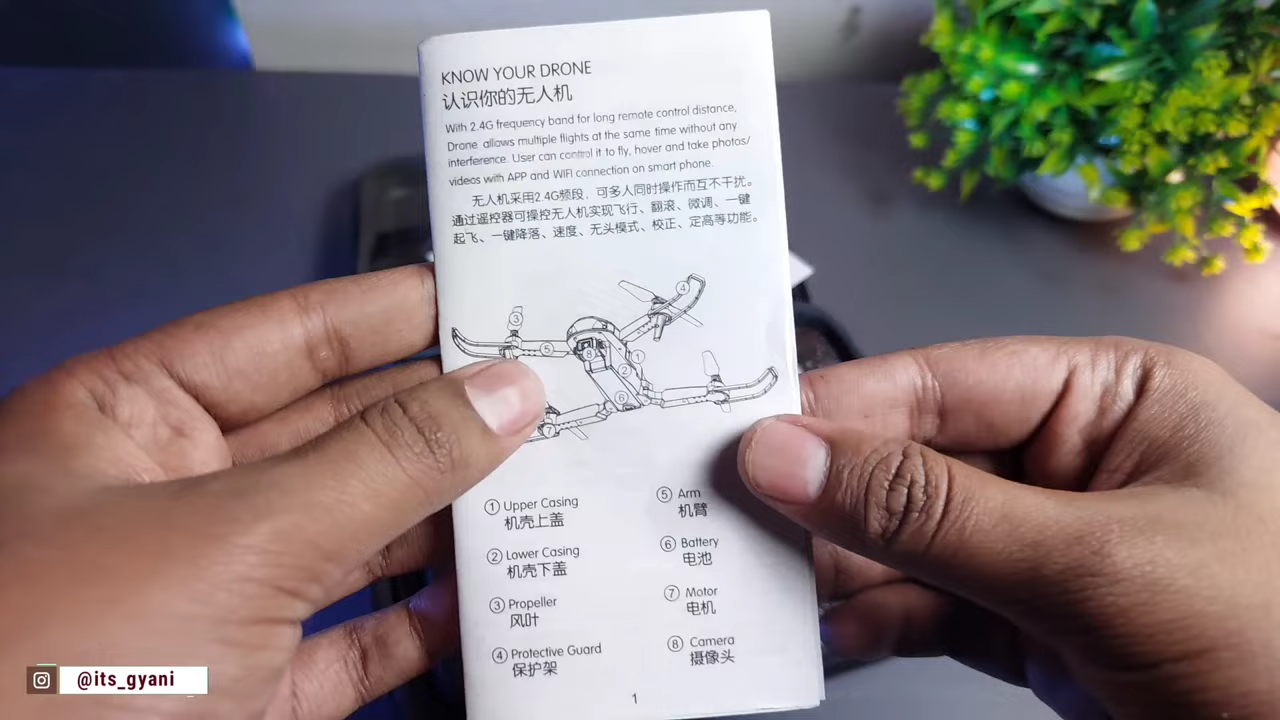 KNOW YOUR DRONE
认识你的无人机
With 2.4G frequency band for long remote control distance,
Drone allows multiple flights at the same time without any
interference. User can control it to fly, hover and take photos/
videos with APP and WIFI connection on smart phone.
无人机采用2.4G频段，可多人同时操作而互不干扰。
通过遥控器可操控无人机实现飞行、翻滚、微调、一键
起飞、一键降落、速度、无头模式、校正、定高等功能。
4
3
5
8
1
2
6
7
① Upper Casing
机壳上盖
② Lower Casing
机壳下盖
③ Propeller
风叶
④ Protective Guard
保护架
⑤ Arm
机臂
⑥ Battery
电池
⑦ Motor
电机
⑧ Camera
摄像头
1
@its_gyani